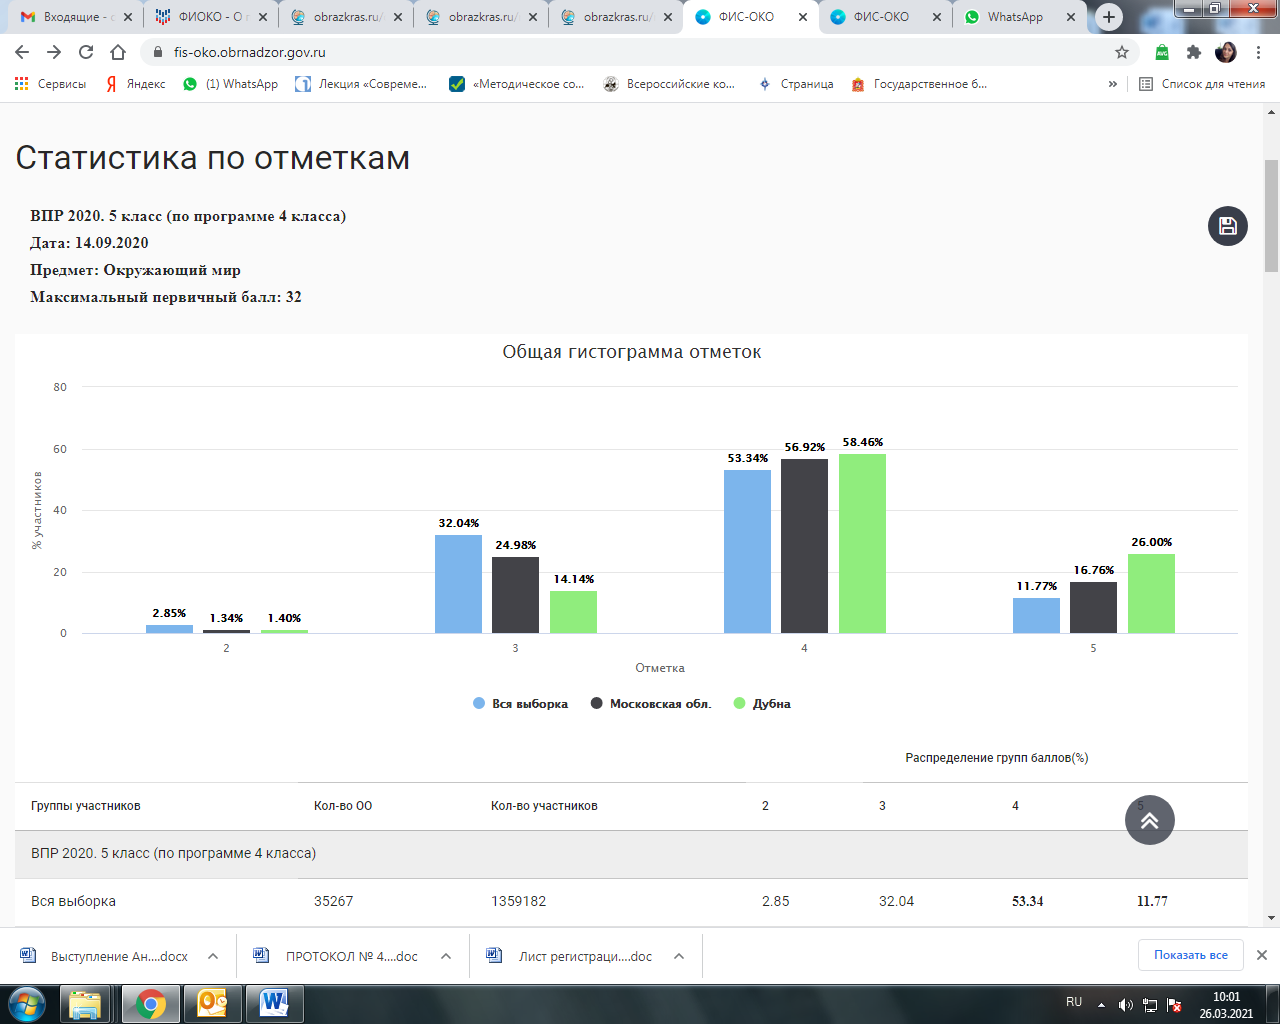 Входящие - с
ФИОКО - О п
obrazkras.ru/
obrazkras.ru/
obrazkras.ru/
ФИС-ОКО
ФИС-ОКО
WhatsApp
fis-oko.obrnadzor.gov.ru
Сервисы
Яндекс
(1) WhatsApp
Лекция «Совреме...
«Методическое со...
Всероссийские ко...
Страница
Государственное б...
»
Список для чтения
Статистика по отметкам
ВПР 2020. 5 класс (по программе 4 класса)
Дата: 14.09.2020
Предмет: Окружающий мир
Максимальный первичный балл: 32
Общая гистограмма отметок
80
60
40
20
0
% участников
2.85%
1.34%
1.40%
32.04%
24.98%
14.14%
53.34%
56.92%
58.46%
11.77%
16.76%
26.00%
2
3
4
5
Отметка
Вся выборка
Московская обл.
Дубна
Распределение групп баллов(%)
Группы участников Кол-во ОО Кол-во участников 2 3 4 5
ВПР 2020. 5 класс (по программе 4 класса)
Вся выборка 35267 1359182 2.85 32.04 53.34 11.77
Выступление Ан....docx
ПРОТОКОЛ № 4....doc
Лист регистраци....doc
Показать все
RU
10:01
26.03.2021